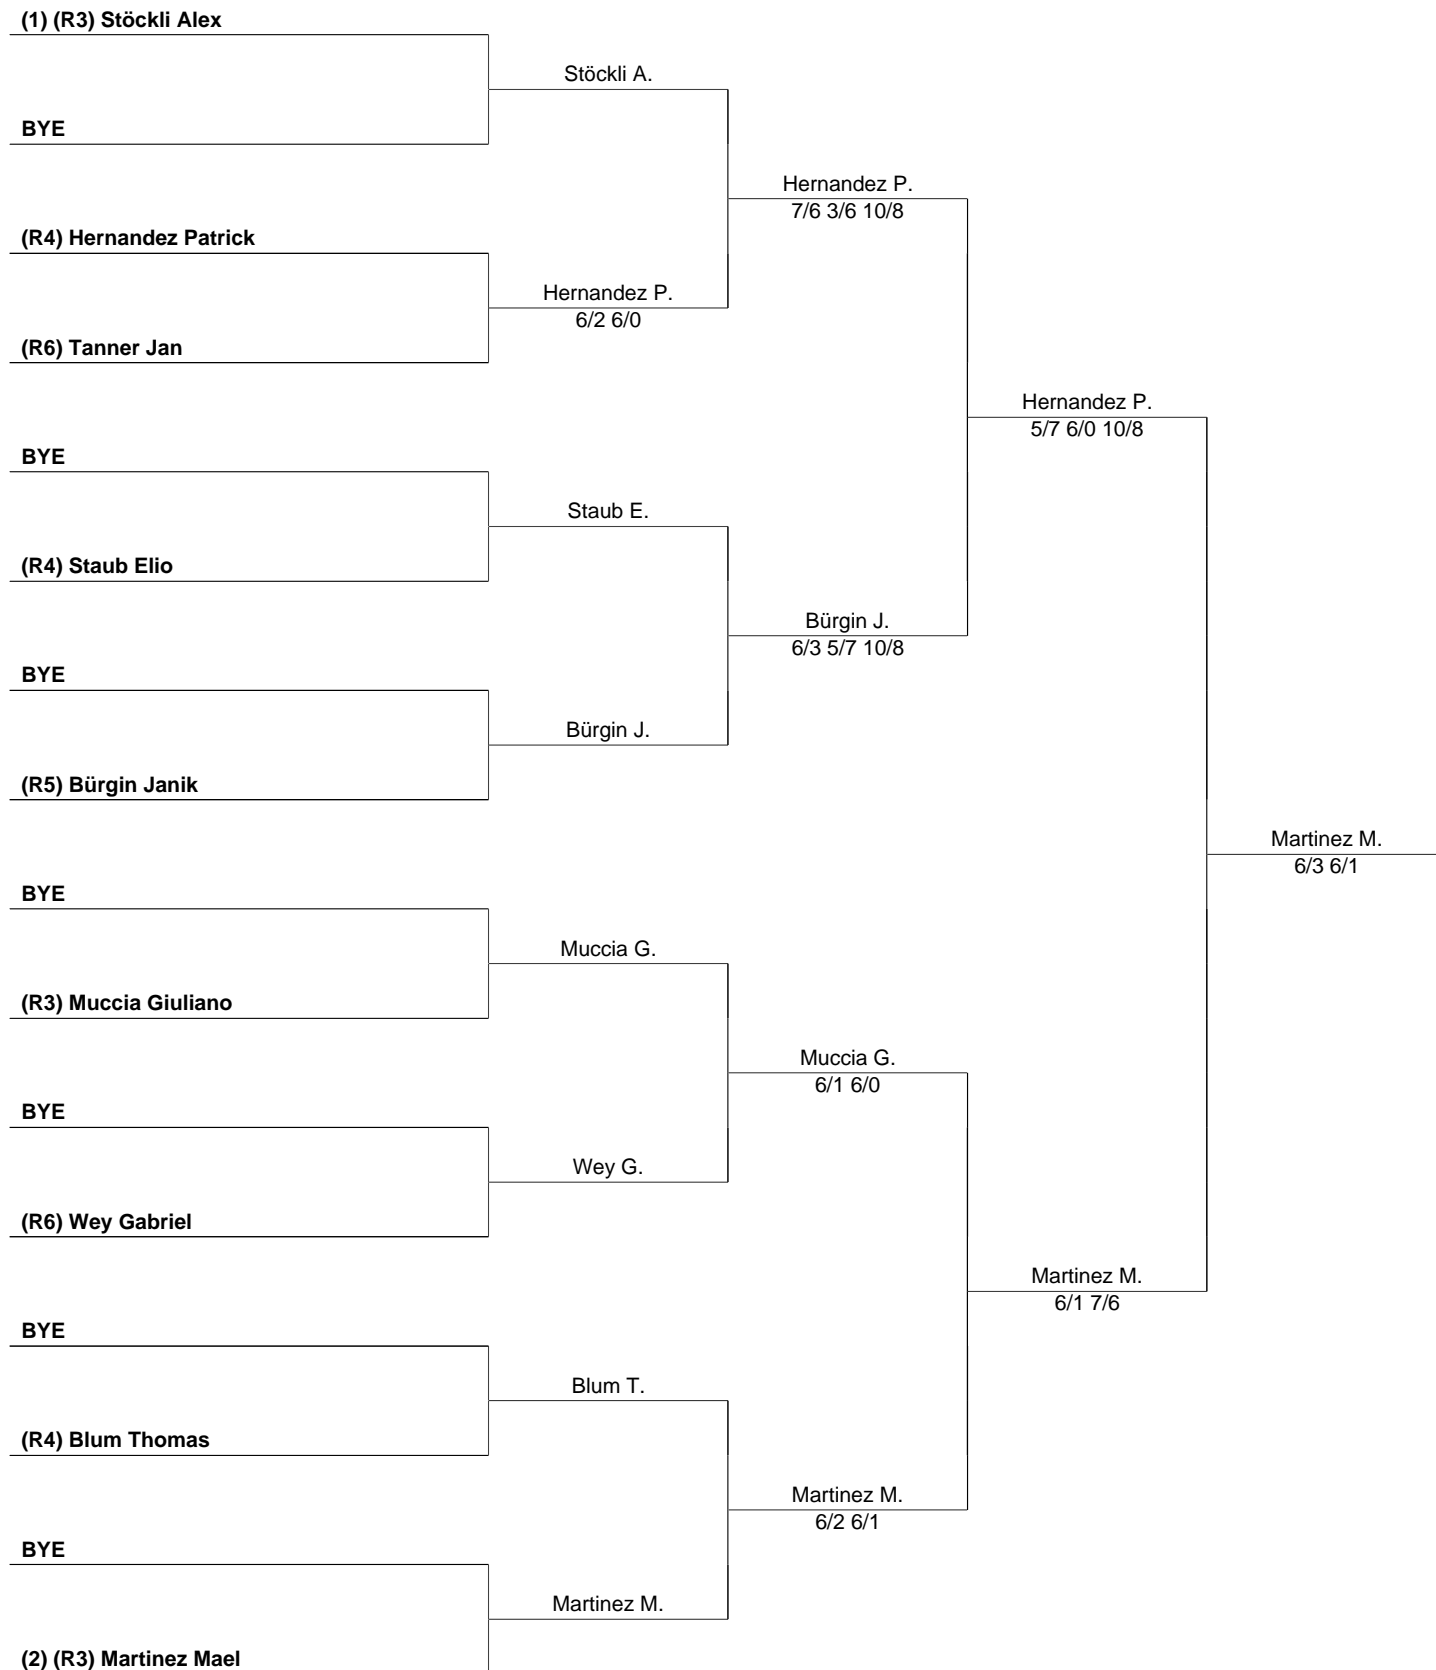 (1) (R3) Stöckli Alex
Stöckli A.
BYE
Hernandez P.
7/6 3/6 10/8
(R4) Hernandez Patrick
Hernandez P.
6/2 6/0
(R6) Tanner Jan
Hernandez P.
5/7 6/0 10/8
BYE
Staub E.
(R4) Staub Elio
Bürgin J.
6/3 5/7 10/8
BYE
Bürgin J.
(R5) Bürgin Janik
Martinez M.
6/3 6/1
BYE
Muccia G.
(R3) Muccia Giuliano
Muccia G.
6/1 6/0
BYE
Wey G.
(R6) Wey Gabriel
Martinez M.
6/1 7/6
BYE
Blum T.
(R4) Blum Thomas
Martinez M.
6/2 6/1
BYE
Martinez M.
(2) (R3) Martinez Mael